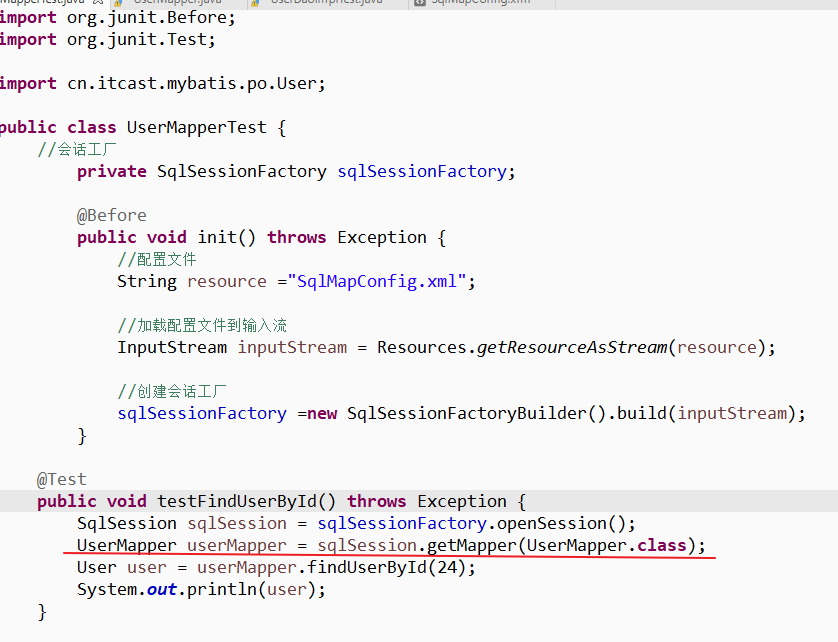 MapperTest.java UserMapper.java UserDaoImplTest.java SqlMapConfig.xml
import org.junit.Before;
import org.junit.Test;
import cn.itcast.mybatis.po.User;
public class UserMapperTest {
//会话工厂
private SqlSessionFactory sqlSessionFactory;
@Before
public void init() throws Exception {
//配置文件
String resource ="SqlMapConfig.xml";
//加载配置文件到输入流
InputStream inputStream = Resources.getResourceAsStream(resource);
//创建会话工厂
sqlSessionFactory =new SqlSessionFactoryBuilder().build(inputStream);
}
@Test
public void testFindUserById() throws Exception {
SqlSession sqlSession = sqlSessionFactory.openSession();
UserMapper userMapper = sqlSession.getMapper(UserMapper.class);
User user = userMapper.findUserById(24);
System.out.println(user);
}